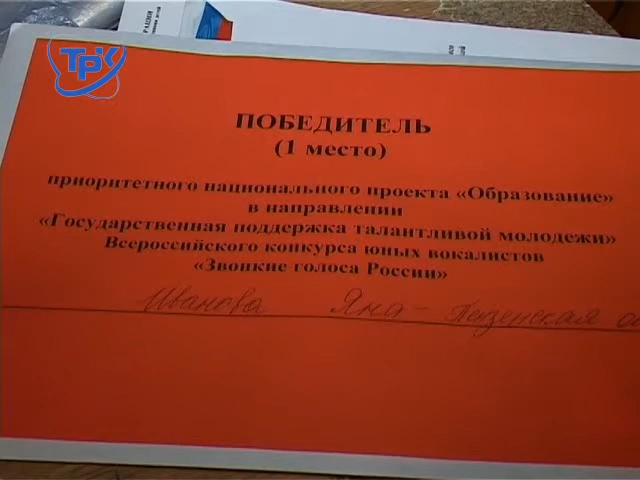 ТРК
ПОБЕДИТЕЛЬ
(1 место)
приоритетного национального проекта «Образование»
в направлении
«Государственная поддержка талантливой молодежи»
Всероссийского конкурса юных вокалистов
«Звонкие голоса России»
Иванова Яна - Пензенская